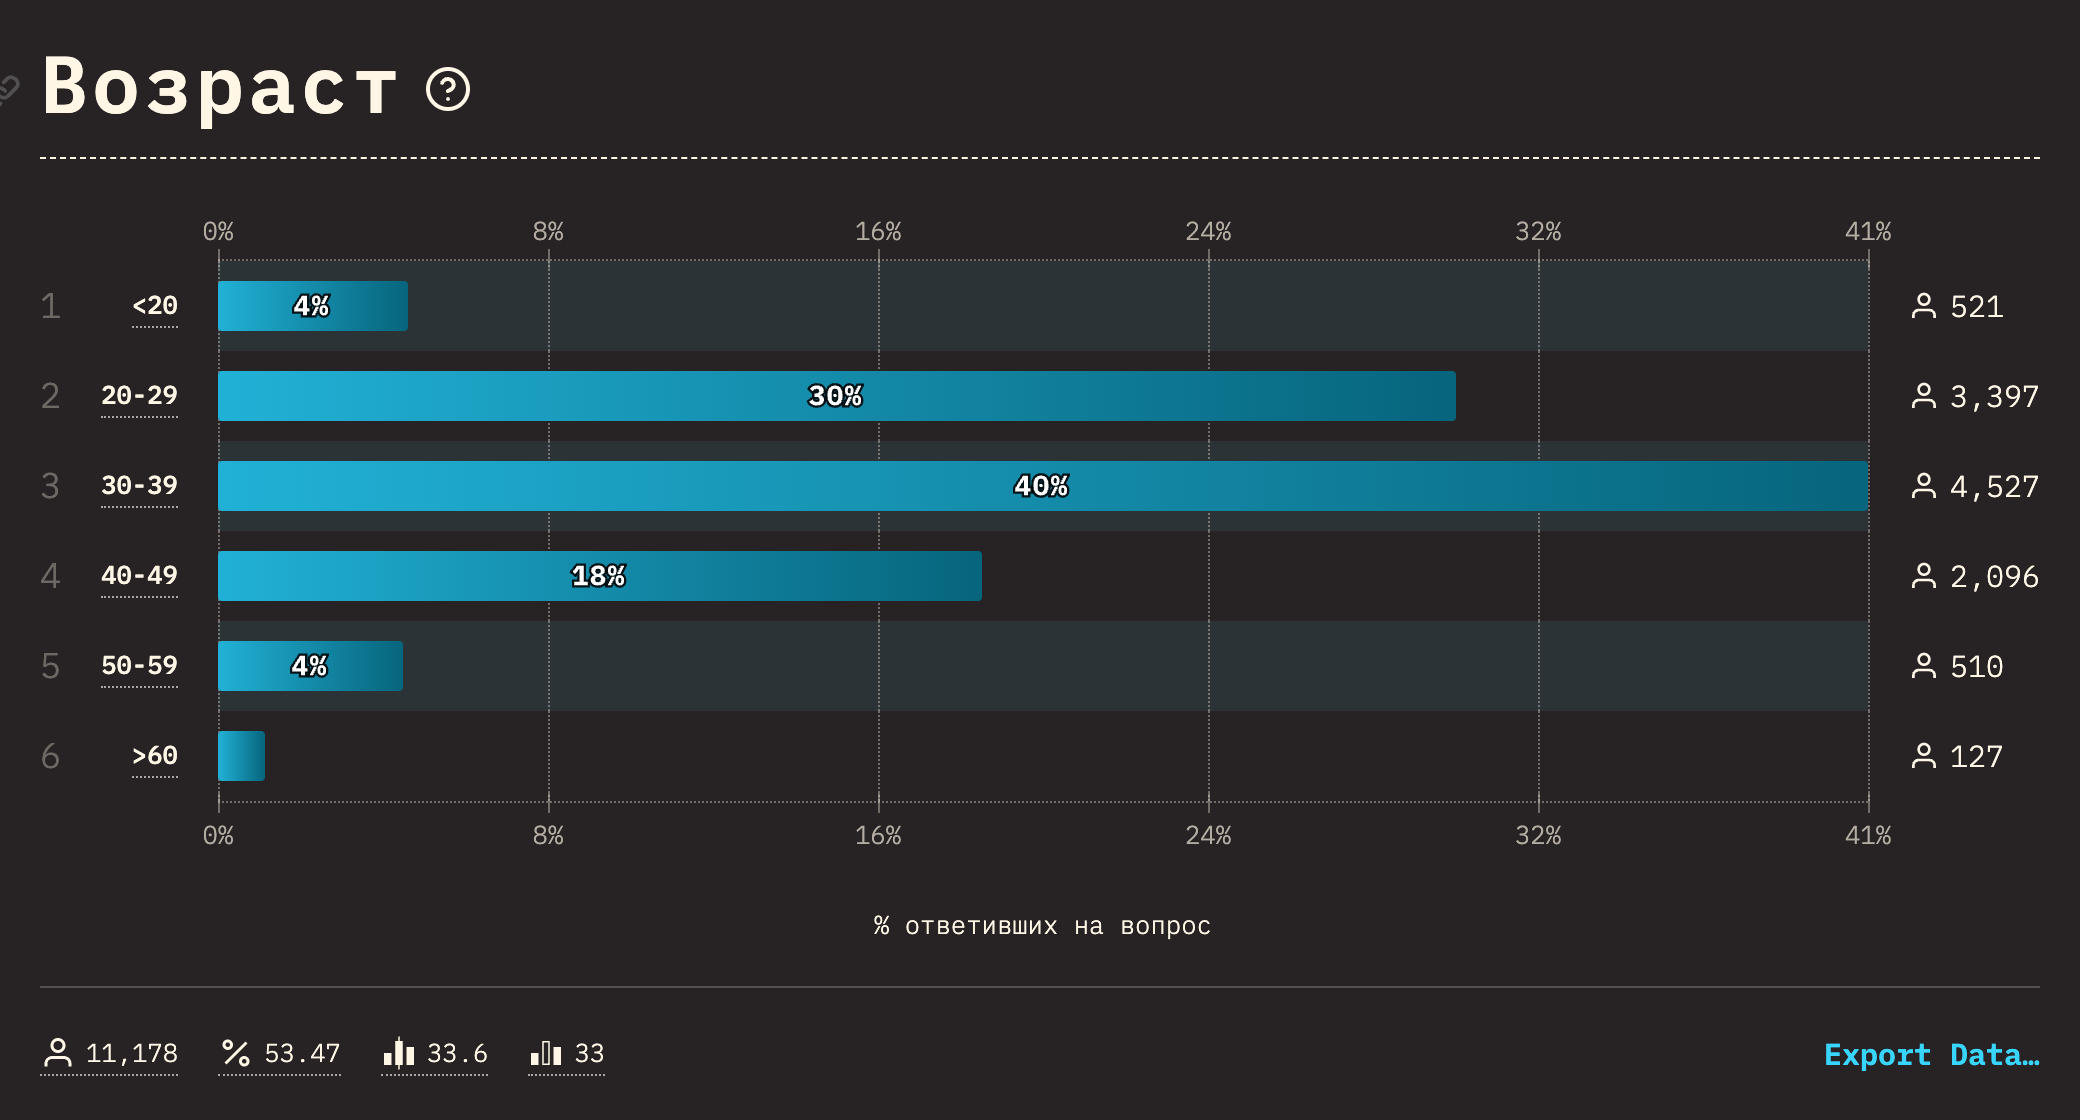 Возраст
0% 8% 16% 24% 32% 41%
1 <20 4% 521
2 20-29 30% 3,397
3 30-39 40% 4,527
4 40-49 18% 2,096
5 50-59 4% 510
6 >60 127
0% 8% 16% 24% 32% 41%
% ответивших на вопрос
11,178 53.47 33.6 33 Export Data…